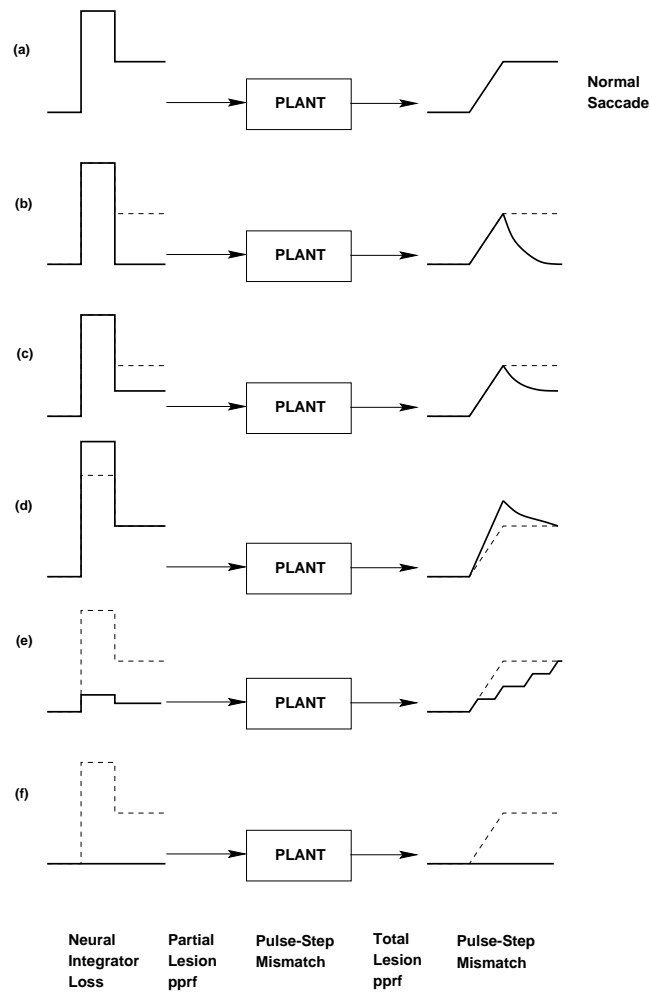 (a)
PLANT
Normal
Saccade
(b)
PLANT
(c)
PLANT
(d)
PLANT
(e)
PLANT
(f)
PLANT
Neural
Integrator
Loss
Partial
Lesion
pprf
Pulse-Step
Mismatch
Total
Lesion
pprf
Pulse-Step
Mismatch